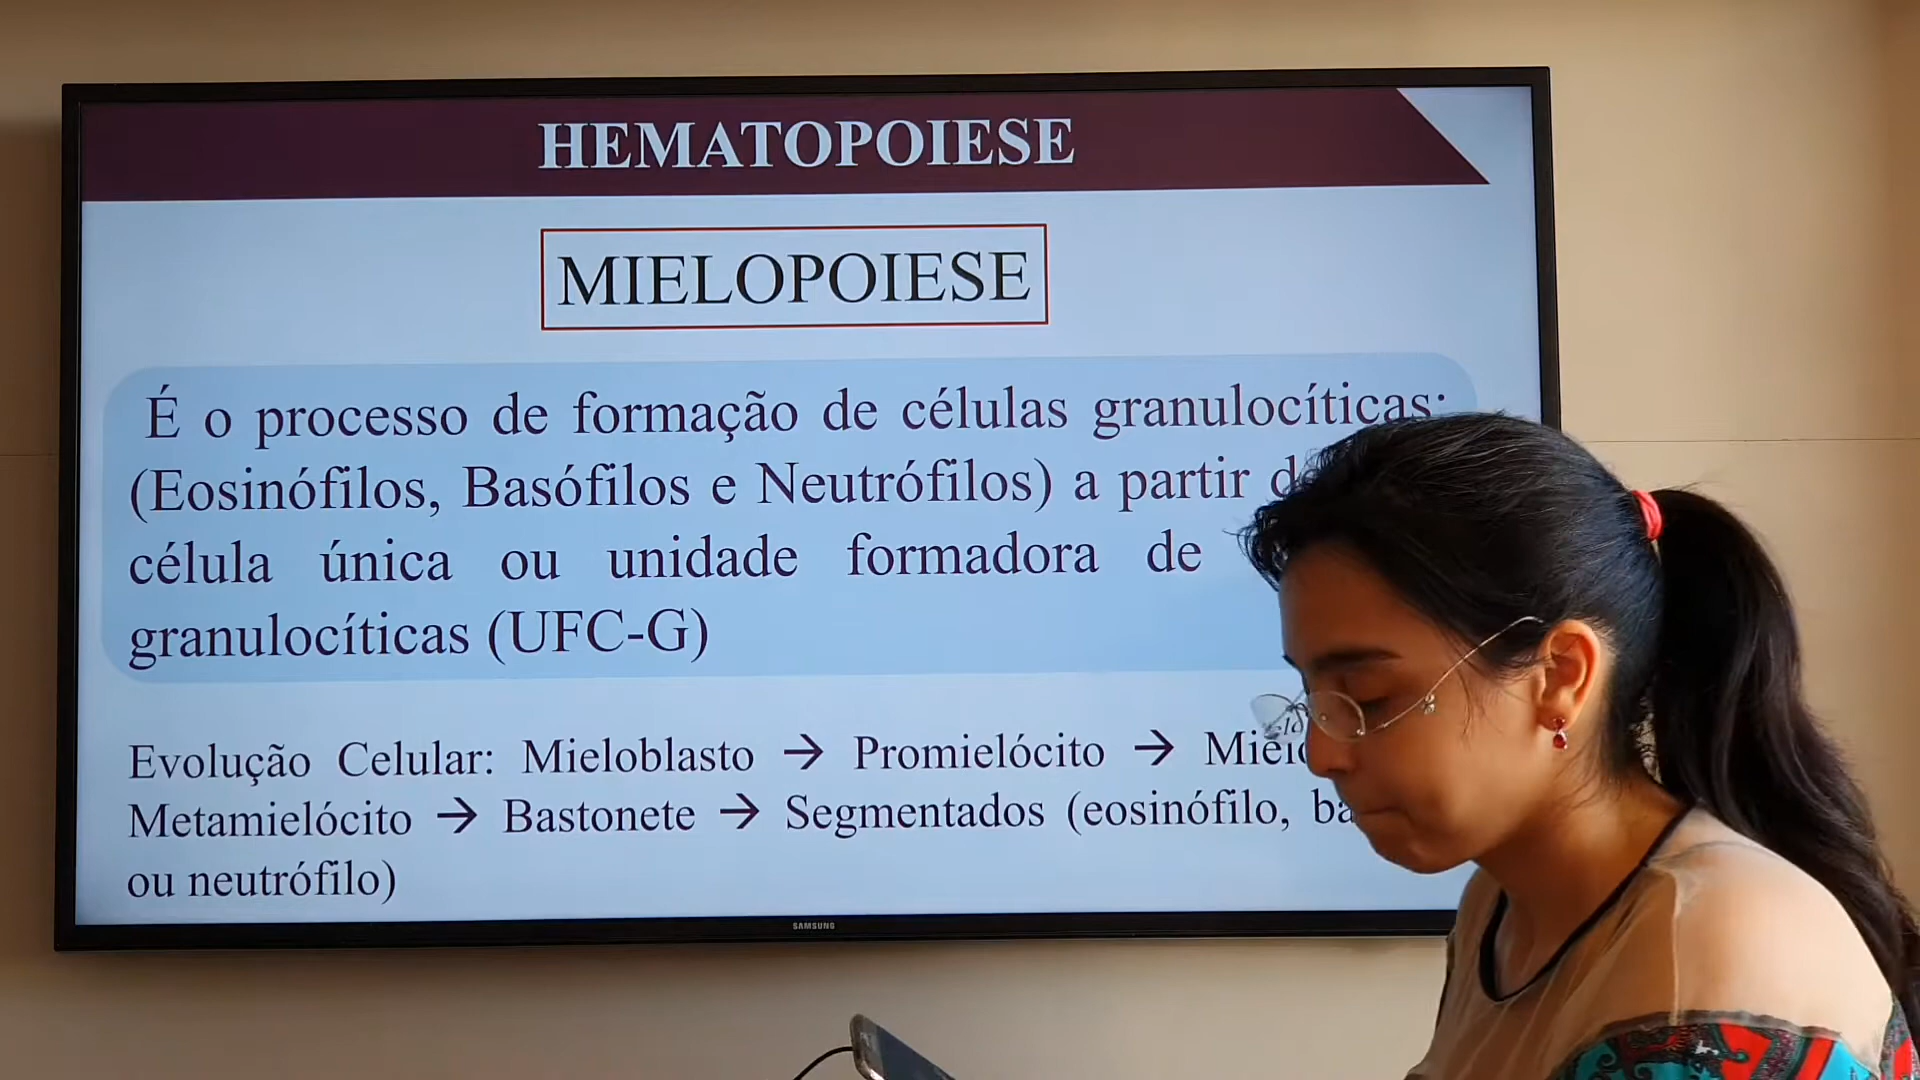 HEMATOPOIESE
MIELOPOIESE
É o processo de formação de células granulocíticas:
(Eosinófilos, Basófilos e Neutrófilos) a partir
célula única ou unidade formadora de
granulocíticas (UFC-G)
Evolução Celular: Mieloblasto → Promielócito →
Metamielócito → Bastonete → Segmentados (eosinófilo,
ou neutrófilo)
SAMSUNG